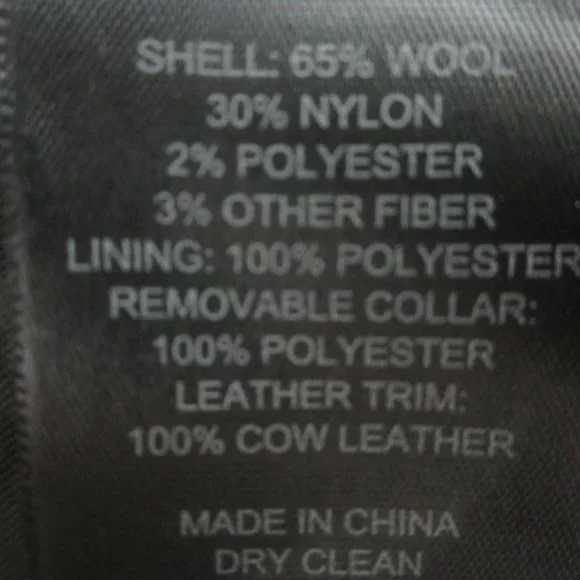 SHELL: 65% WOOL
30% NYLON
2% POLYESTER
3% OTHER FIBER
LINING: 100% POLYESTER
REMOVABLE COLLAR:
100% POLYESTER
LEATHER TRIM:
100% COW LEATHER
MADE IN CHINA
DRY CLEAN